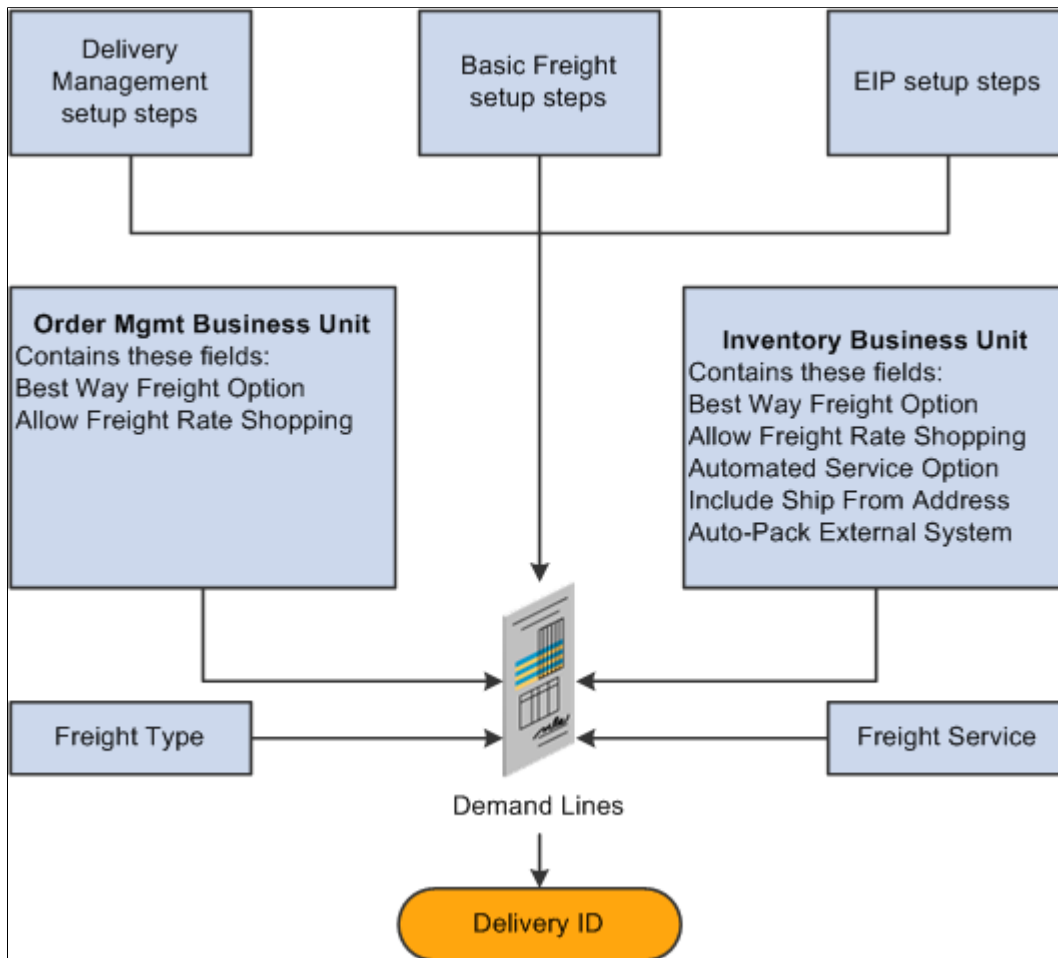 Delivery
Management
setup steps
Basic Freight
setup steps
EIP setup steps
Order Mgmt Business Unit
Contains these fields:
Best Way Freight Option
Allow Freight Rate Shopping
Inventory Business Unit
Contains these fields:
Best Way Freight Option
Allow Freight Rate Shopping
Automated Service Option
Include Ship From Address
Auto-Pack External System
Freight Type
Freight Service
Demand Lines
Delivery ID